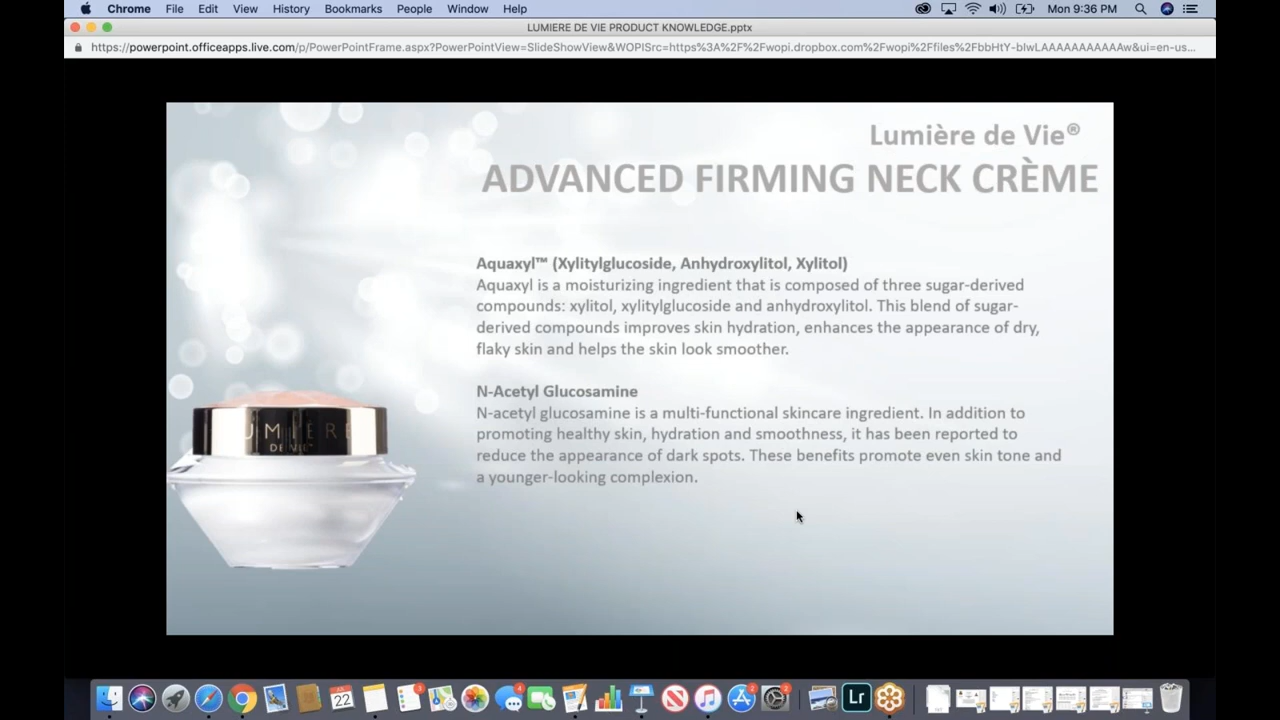 Chrome File Edit View History Bookmarks People Window Help Mon 9:36 PM
LUMIERE DE VIE PRODUCT KNOWLEDGE.pptx
https://powerpoint.officeapps.live.com/p/PowerPointFrame.aspx?PowerPointView=SlideShowView&WOPISrc=https%3A%2F%2Fwopi.dropbox.com%2Fwopi%2Ffiles%2FbbHtY-bIwLAAAAAAAAAAAw&ui=en-us...
Lumière de Vie®
ADVANCED FIRMING NECK CRÈME
Aquaxyl™ (Xylitylglucoside, Anhydroxylitol, Xylitol)
Aquaxyl is a moisturizing ingredient that is composed of three sugar-derived
compounds: xylitol, xylitylglucoside and anhydroxylitol. This blend of sugar-
derived compounds improves skin hydration, enhances the appearance of dry,
flaky skin and helps the skin look smoother.
N-Acetyl Glucosamine
N-acetyl glucosamine is a multi-functional skincare ingredient. In addition to
promoting healthy skin, hydration and smoothness, it has been reported to
reduce the appearance of dark spots. These benefits promote even skin tone and
a younger-looking complexion.
UMIERE
DE VIE
22
Lr